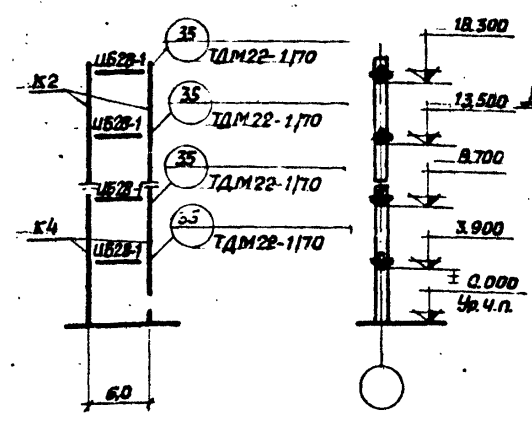 35
ТДМ22-1/70
ИБ28-1
К2
35
ТДМ22-1/70
ИБ28-1
35
ТДМ22-1/70
ИБ28-1
К4
35
ТДМ22-1/70
ИБ28-1
6,0
18.300
13.500
8.700
3.900
± 0.000
Ур.ч.п.